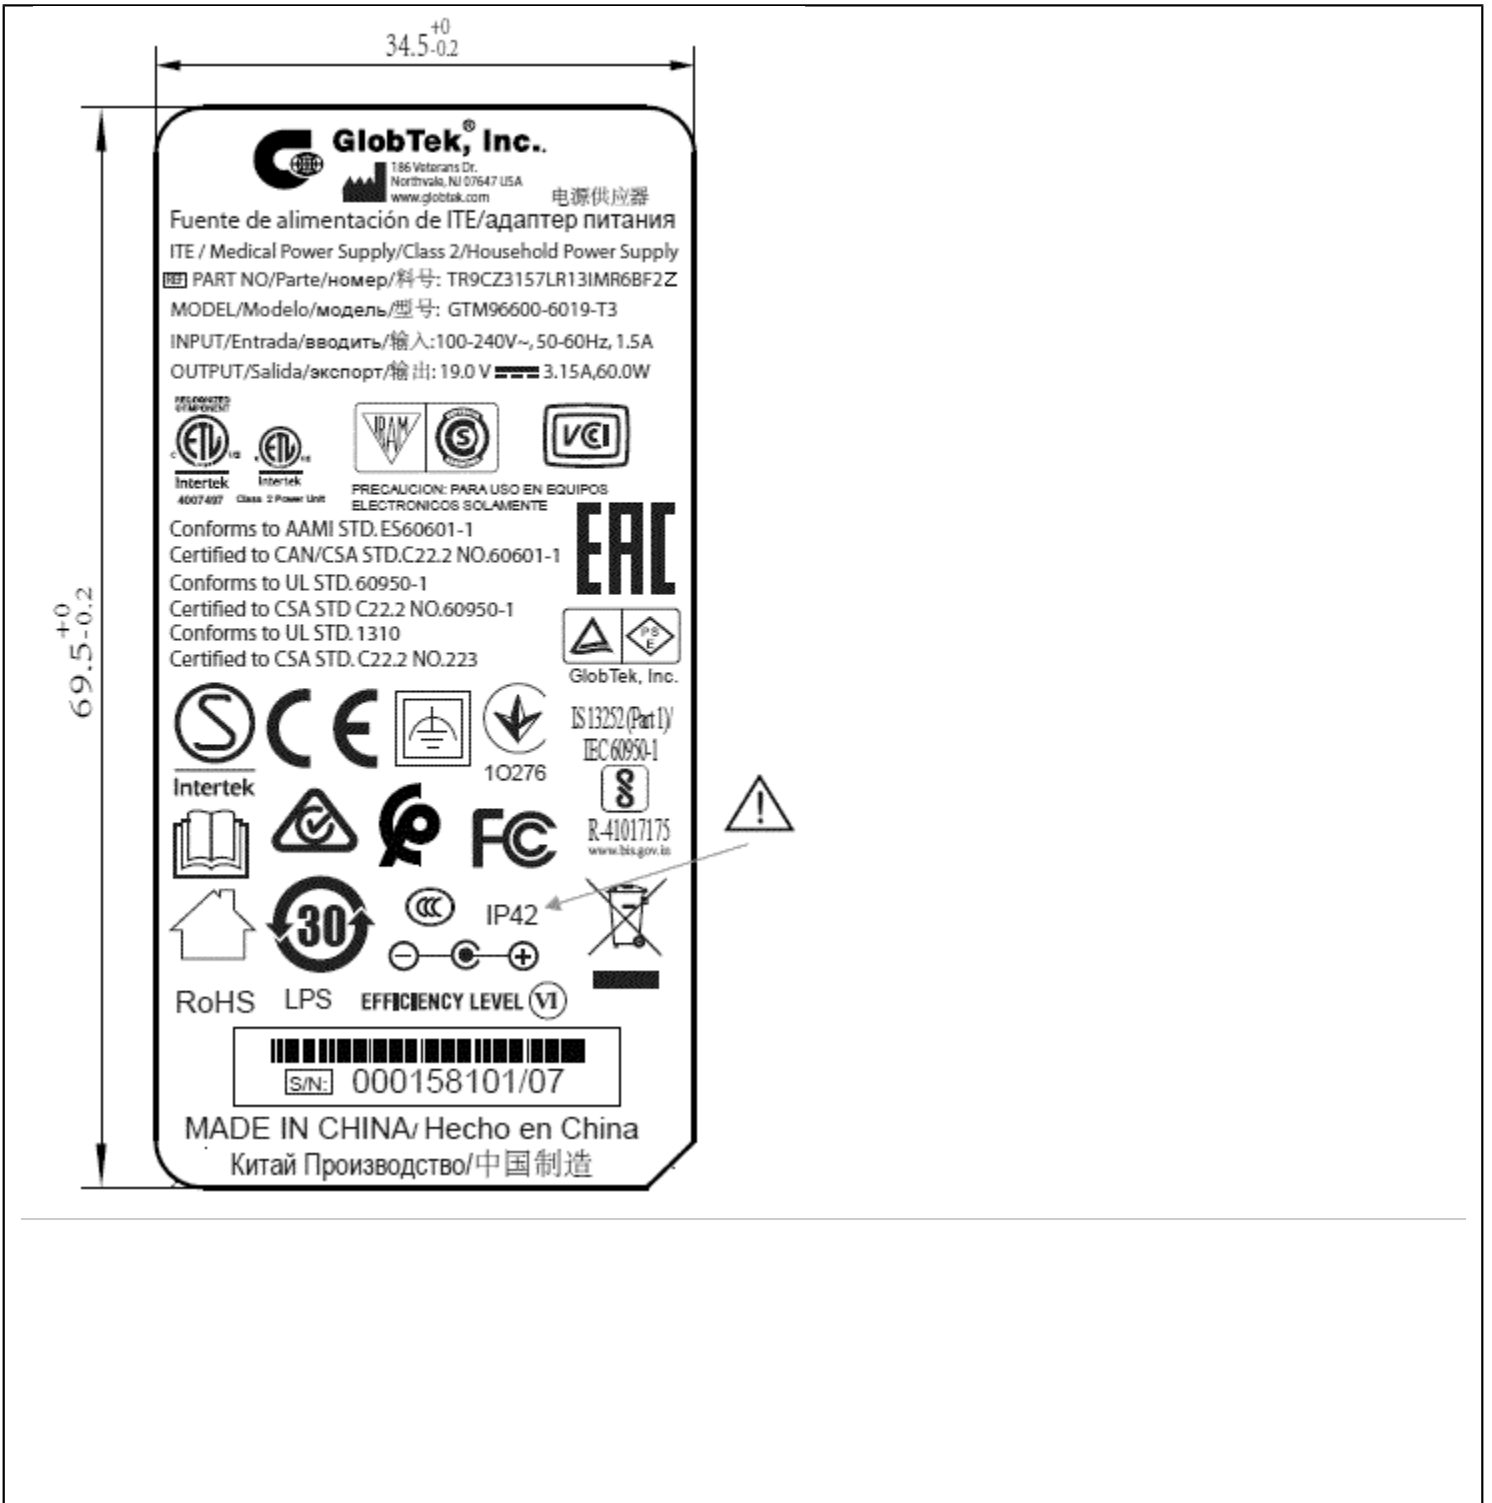 34.5+0-0.2
69.5+0-0.2
GlobTek,® Inc..
186 Veterans Dr.
Northvale, NJ 07647 USA
www.globtek.com
电源供应器
Fuente de alimentación de ITE/адаптер питания
ITE / Medical Power Supply/Class 2/Household Power Supply
REF PART NO/Parte/номер/料号: TR9CZ3157LR13IMR6BF2Z
MODEL/Modelo/модель/型号: GTM96600-6019-T3
INPUT/Entrada/вводить/输入:100-240V~, 50-60Hz, 1.5A
OUTPUT/Salida/экспорт/输出: 19.0 V 3.15A,60.0W
RECOGNIZED
COMPONENT
C ETL US
Intertek
4007497
C ETL US
Intertek
Class 2 Power Unit
IRAM
S
VCI
PRECAUCION: PARA USO EN EQUIPOS
ELECTRONICOS SOLAMENTE
EAC
Conforms to AAMI STD. ES60601-1
Certified to CAN/CSA STD.C22.2 NO.60601-1
Conforms to UL STD. 60950-1
Certified to CSA STD C22.2 NO.60950-1
Conforms to UL STD. 1310
Certified to CSA STD. C22.2 NO.223
PS
E
GlobTek, Inc.
S
Intertek
CE
10276
IS 13252 (Part 1)/
IEC 60950-1
R-41017175
www.bis.gov.in
FC
!
30
CCC
IP42
RoHS
LPS
EFFICIENCY LEVEL VI
S/N: 000158101/07
MADE IN CHINA/ Hecho en China
Китай Производство/中国制造